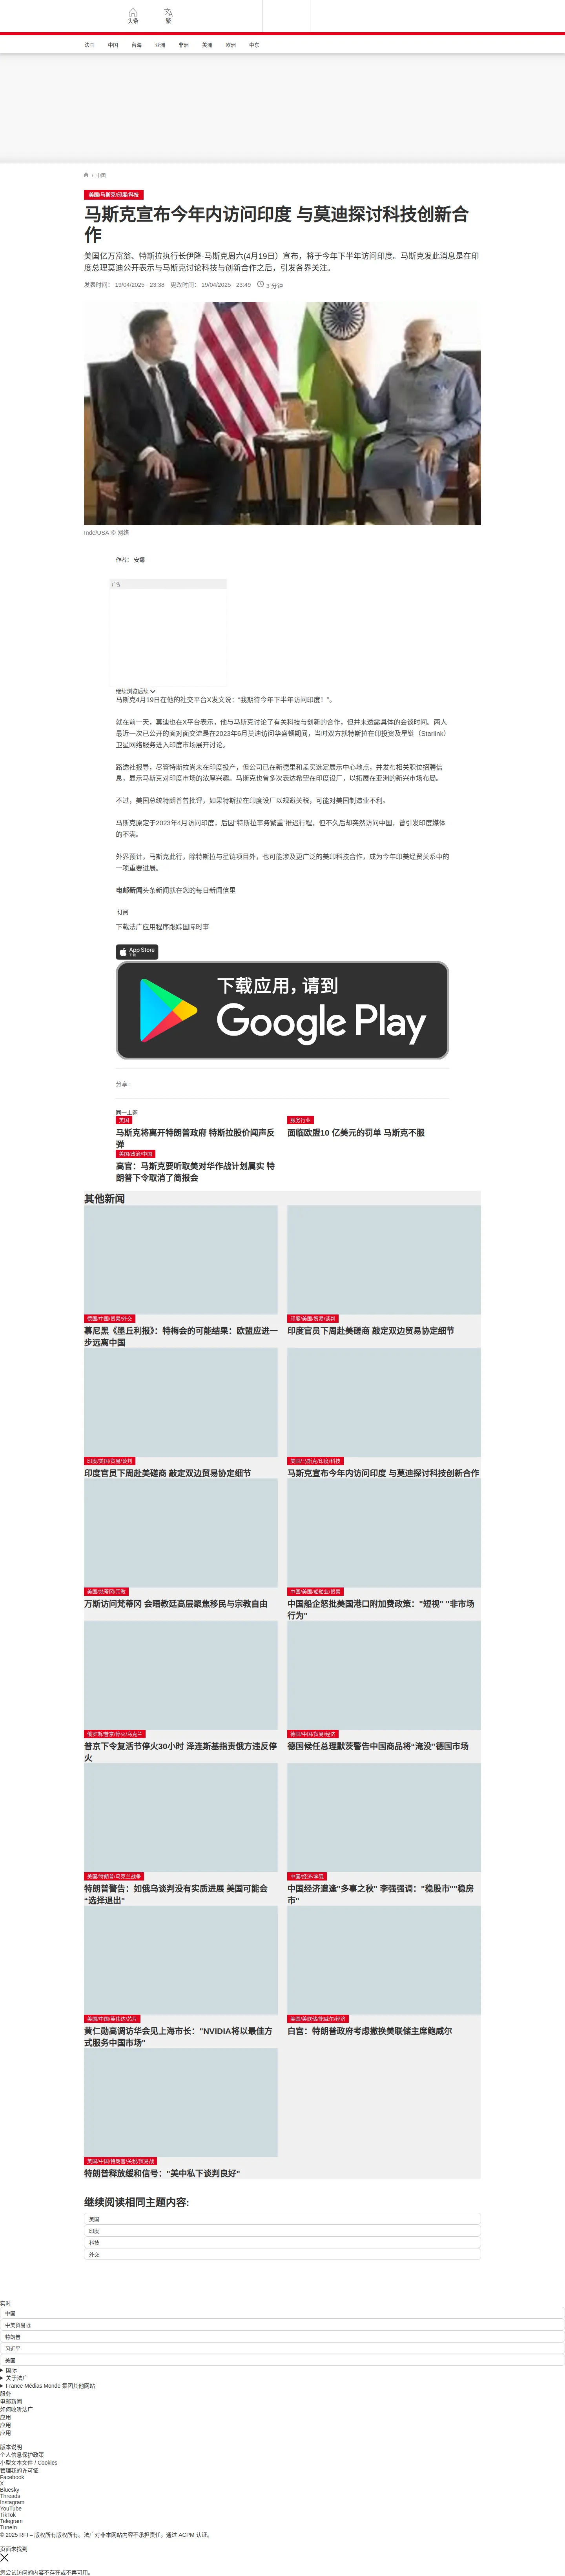 头条
繁
法国
中国
台海
亚洲
非洲
美洲
欧洲
中东
/ 中国
美国/马斯克/印度/科技
马斯克宣布今年内访问印度 与莫迪探讨科技创新合
作
美国亿万富翁、特斯拉执行长伊隆·马斯克周六(4月19日）宣布，将于今年下半年访问印度。马斯克发此消息是在印
度总理莫迪公开表示与马斯克讨论科技与创新合作之后，引发各界关注。
发表时间： 19/04/2025 - 23:36 更改时间： 19/04/2025 - 23:49 3 分钟
Inde/USA © 网络
作者： 安娜
广告
继续浏览后续
马斯克4月19日在他的社交平台X发文说：“我期待今年下半年访问印度！”。
就在前一天，莫迪也在X平台表示，他与马斯克讨论了有关科技与创新的合作，但并未透露具体的会谈时间。两人
最近一次已公开的面对面交流是在2023年6月莫迪访问华盛顿期间，当时双方就特斯拉在印投资及星链（Starlink）
卫星网络服务进入印度市场展开讨论。
路透社报导，尽管特斯拉尚未在印度投产，但公司已在新德里和孟买选定展示中心地点，并发布相关职位招聘信
息，显示马斯克对印度市场的浓厚兴趣。马斯克也曾多次表达希望在印度设厂，以拓展在亚洲的新兴市场布局。
不过，美国总统特朗普曾批评，如果特斯拉在印度设厂以规避关税，可能对美国制造业不利。
马斯克原定于2023年4月访问印度，后因“特斯拉事务繁重”推迟行程，但不久后却突然访问中国，曾引发印度媒体
的不满。
外界预计，马斯克此行，除特斯拉与星链项目外，也可能涉及更广泛的美印科技合作，成为今年印美经贸关系中的
一项重要进展。
电邮新闻头条新闻就在您的每日新闻信里
订阅
下载法广应用程序跟踪国际时事
App Store
下载
下载应用，请到
Google Play
分享 :
同一主题
美国
马斯克将离开特朗普政府 特斯拉股价闻声反
弹
服务行业
面临欧盟10 亿美元的罚单 马斯克不服
美国/政治/中国
高官：马斯克要听取美对华作战计划属实 特
朗普下令取消了简报会
其他新闻
德国/中国/贸易/外交
慕尼黑《墨丘利报》：特梅会的可能结果：欧盟应进一
步远离中国
印度/美国/贸易/谈判
印度官员下周赴美磋商 敲定双边贸易协定细节
印度/美国/贸易/谈判
印度官员下周赴美磋商 敲定双边贸易协定细节
美国/马斯克/印度/科技
马斯克宣布今年内访问印度 与莫迪探讨科技创新合作
美国/梵蒂冈/宗教
万斯访问梵蒂冈 会晤教廷高层聚焦移民与宗教自由
中国/美国/船舶业/贸易
中国船企怒批美国港口附加费政策：“短视” “非市场
行为”
俄罗斯/普京/停火/乌克兰
普京下令复活节停火30小时 泽连斯基指责俄方违反停
火
德国/中国/贸易/经济
德国候任总理默茨警告中国商品将“淹没”德国市场
美国/特朗普/乌克兰战争
特朗普警告：如俄乌谈判没有实质进展 美国可能会
“选择退出”
中国/经济/李强
中国经济遭逢“多事之秋” 李强强调：“稳股市”“稳房
市”
美国/中国/英伟达/芯片
黄仁勋高调访华会见上海市长：“NVIDIA将以最佳方
式服务中国市场”
美国/美联储/鲍威尔/经济
白宫：特朗普政府考虑撤换美联储主席鲍威尔
美国/中国/特朗普/关税/贸易战
特朗普释放缓和信号：“美中私下谈判良好”
继续阅读相同主题内容:
美国
印度
科技
外交
实时
中国
中美贸易战
特朗普
习近平
美国
国际
关于法广
France Médias Monde 集团其他网站
服务
电邮新闻
如何收听法广
应用
应用
应用
版本说明
个人信息保护政策
小型文本文件 / Cookies
管理我的许可证
Facebook
X
Bluesky
Threads
Instagram
YouTube
TikTok
Telegram
TuneIn
© 2025 RFI – 版权所有版权所有。法广对非本网站内容不承担责任。通过 ACPM 认证。
页面未找到
您尝试访问的内容不存在或不再可用。